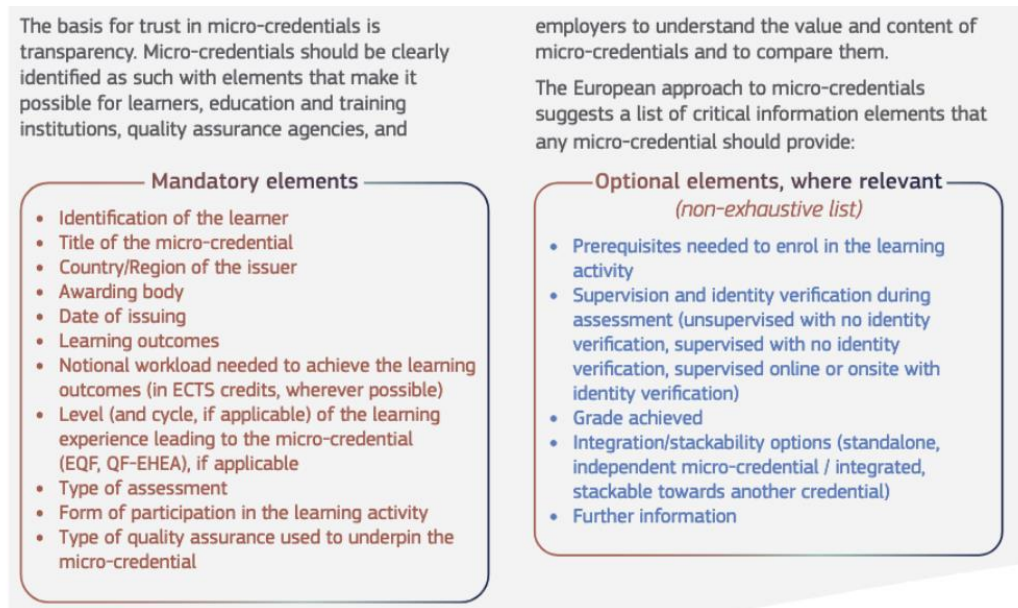 The basis for trust in micro-credentials is
transparency. Micro-credentials should be clearly
identified as such with elements that make it
possible for learners, education and training
institutions, quality assurance agencies, and
employers to understand the value and content of
micro-credentials and to compare them.
The European approach to micro-credentials
suggests a list of critical information elements that
any micro-credential should provide:
Mandatory elements
• Identification of the learner
• Title of the micro-credential
• Country/Region of the issuer
• Awarding body
• Date of issuing
• Learning outcomes
• Notional workload needed to achieve the learning
outcomes (in ECTS credits, wherever possible)
• Level (and cycle, if applicable) of the learning
experience leading to the micro-credential
(EQF, QF-EHEA), if applicable
• Type of assessment
• Form of participation in the learning activity
• Type of quality assurance used to underpin the
micro-credential
Optional elements, where relevant
(non-exhaustive list)
• Prerequisites needed to enrol in the learning
activity
• Supervision and identity verification during
assessment (unsupervised with no identity
verification, supervised with no identity
verification, supervised online or onsite with
identity verification)
• Grade achieved
• Integration/stackability options (standalone,
independent micro-credential / integrated,
stackable towards another credential)
• Further information